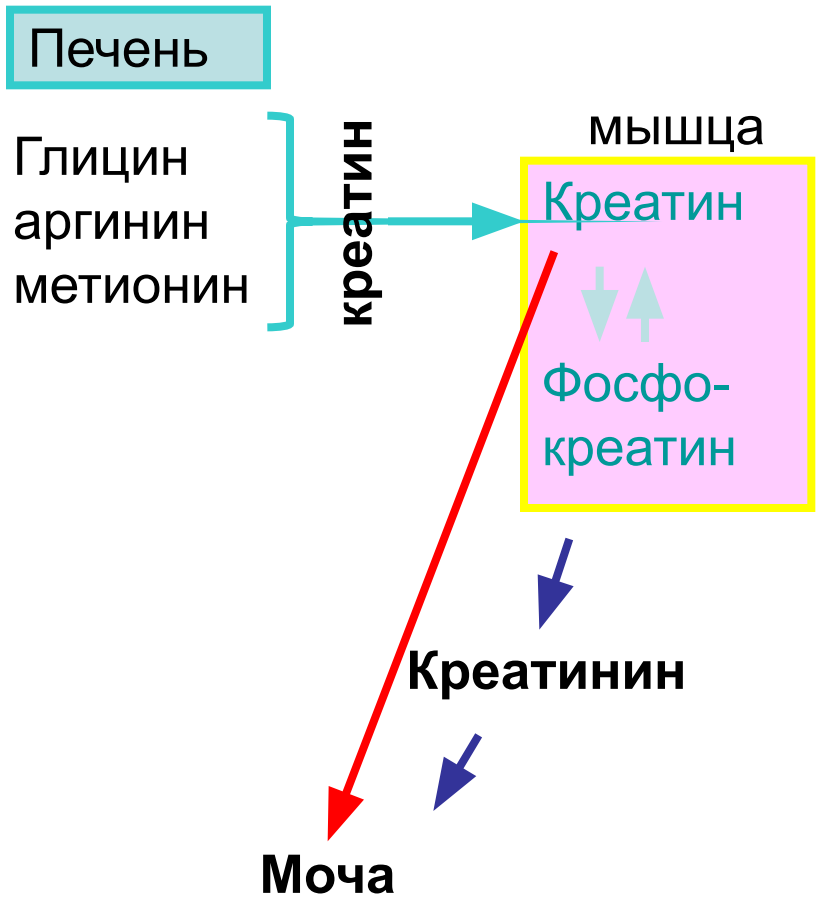 Печень
Глицин
аргинин
метионин
креатин
мышца
Креатин
Фосфо-
креатин
Креатинин
Моча